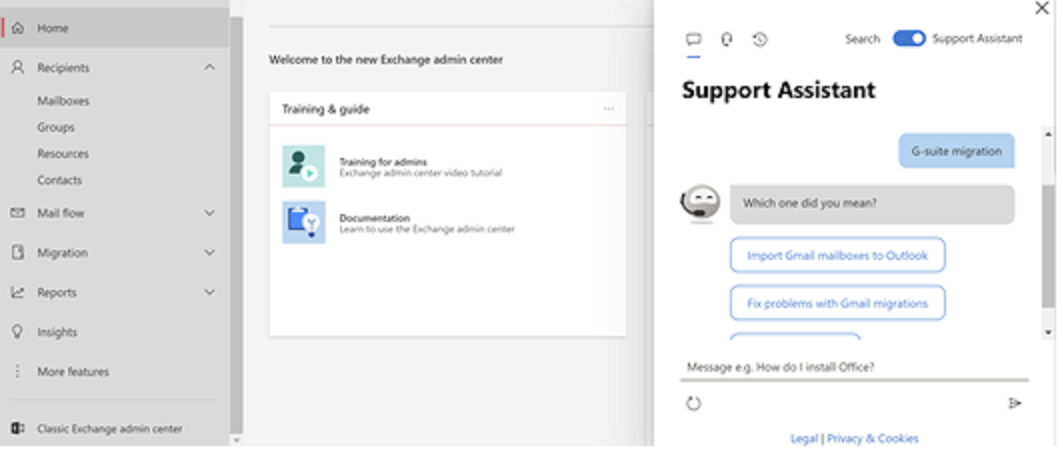 Home
Recipients
Mailboxes
Groups
Resources
Contacts
Mail flow
Migration
Reports
Insights
More features
Classic Exchange admin center
Welcome to the new Exchange admin center
Training & guide
Training for admins
Exchange admin center video tutorial
Documentation
Learn to use the Exchange admin center
Search
Support Assistant
Support Assistant
G-suite migration
Which one did you mean?
Import Gmail mailboxes to Outlook
Fix problems with Gmail migrations
Message e.g. How do I install Office?
Legal | Privacy & Cookies